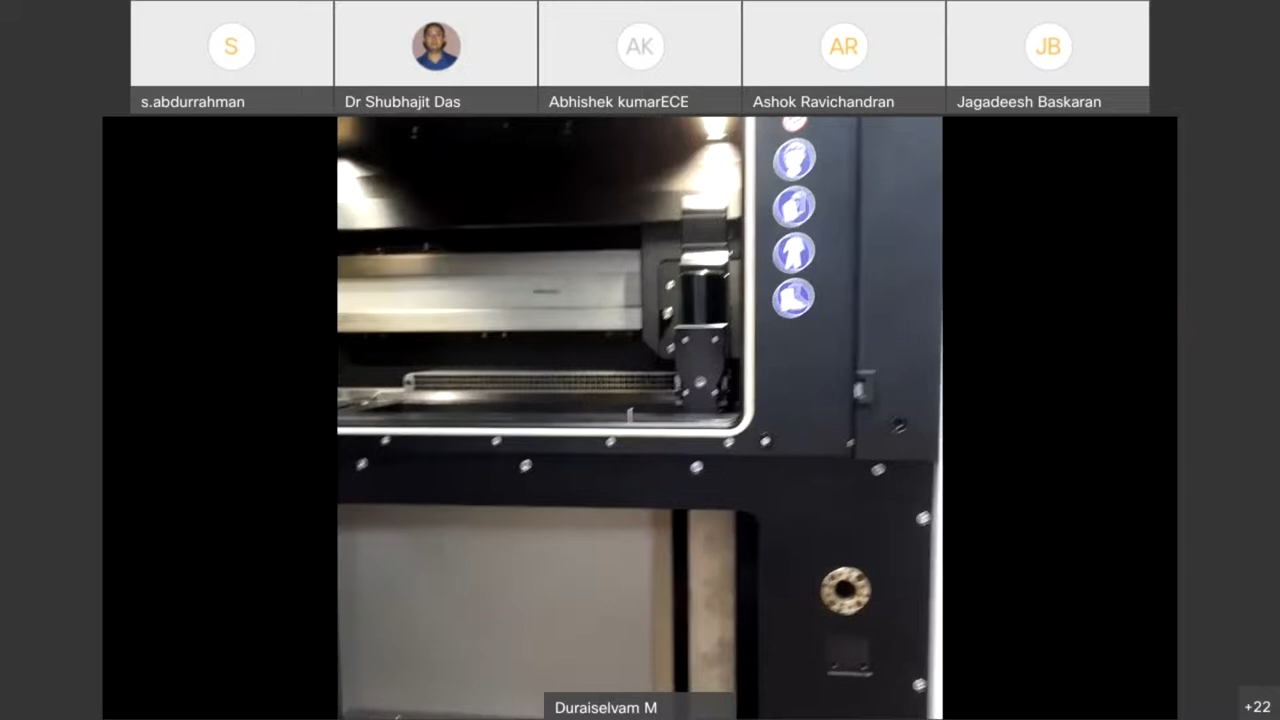 S
AK
AR
JB
s.abdurrahman
Dr Shubhajit Das
Abhishek kumarECE
Ashok Ravichandran
Jagadeesh Baskaran
Duraiselvam M
+22